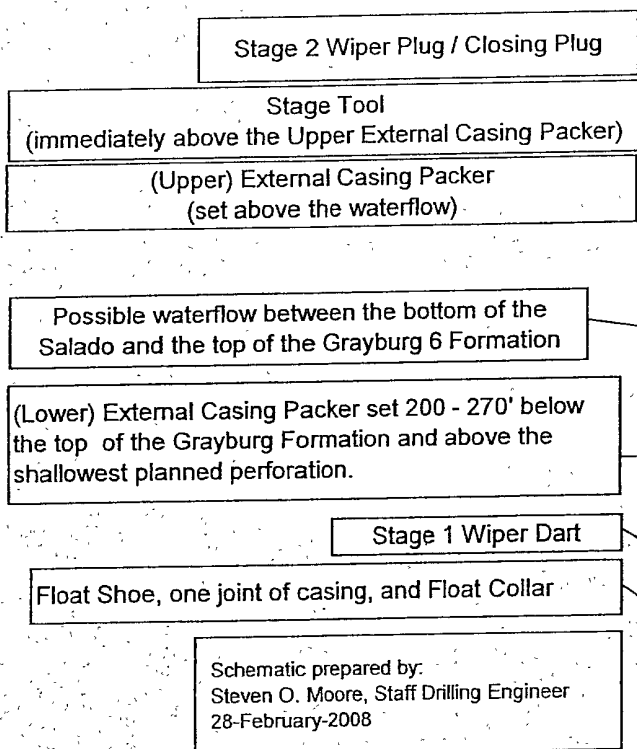 Stage 2 Wiper Plug / Closing Plug
Stage Tool
(immediately above the Upper External Casing Packer)
(Upper) External Casing Packer
(set above the waterflow)
Possible waterflow between the bottom of the
Salado and the top of the Grayburg 6 Formation
(Lower) External Casing Packer set 200 - 270' below
the top of the Grayburg Formation and above the
shallowest planned perforation.
Stage 1 Wiper Dart
Float Shoe, one joint of casing, and Float Collar
Schematic prepared by:
Steven O. Moore, Staff Drilling Engineer
28-February-2008